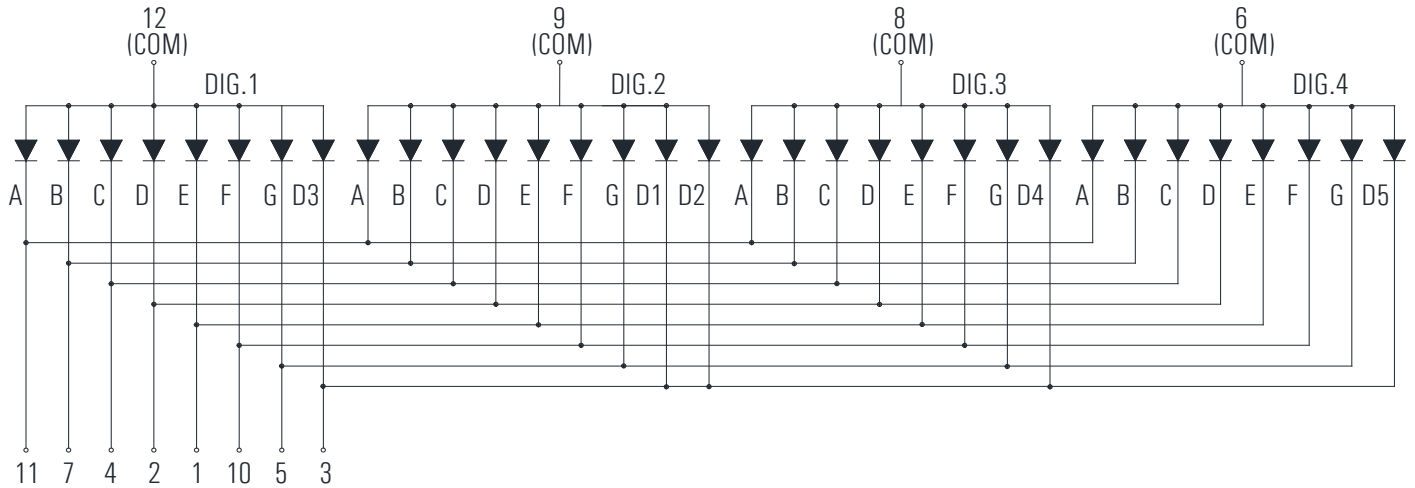 12 9 8 6
(COM) (COM) (COM) (COM)
DIG.1 DIG.2 DIG.3 DIG.4
A B C D E F G D3 A B C D E F G D1 D2 A B C D E F G D4 A B C D E F G D5
11 7 4 2 1 10 5 3